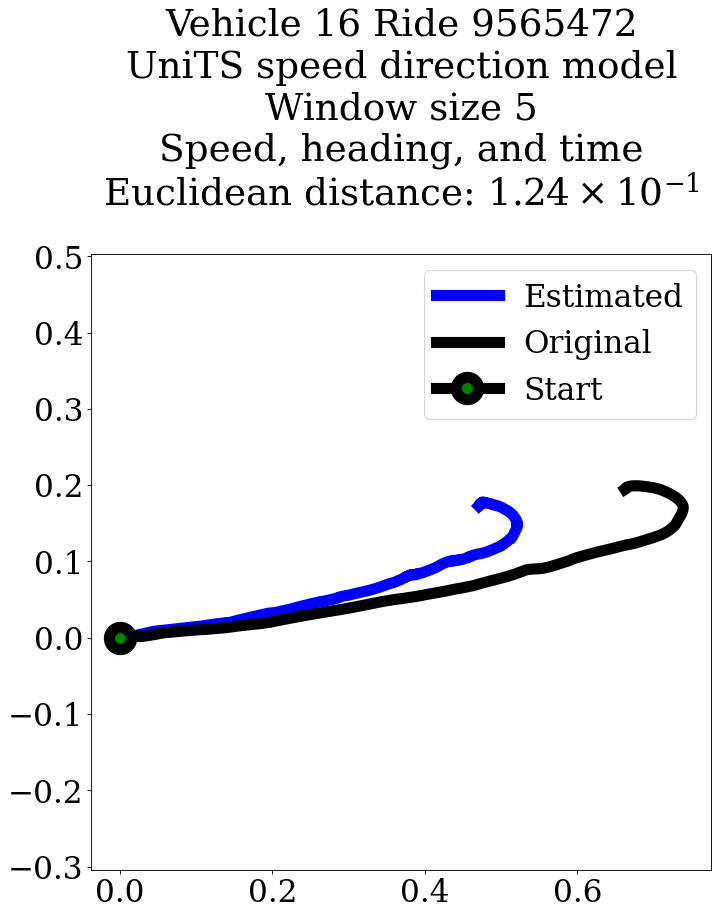 Vehicle 16 Ride 9565472
UniTS speed direction model
Window size 5
Speed, heading, and time
Euclidean distance: 1.24 × 10⁻¹
0.5
0.4
0.3
0.2
0.1
0.0
−0.1
−0.2
−0.3
Estimated
Original
Start
0.0 0.2 0.4 0.6